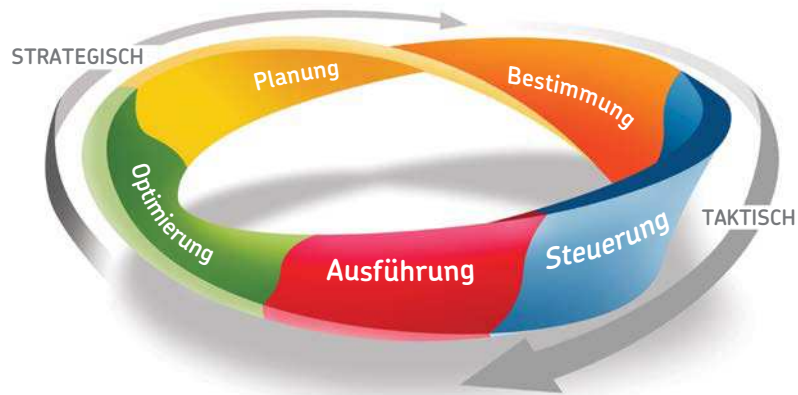 STRATEGISCH
Planung
Bestimmung
Optimierung
Ausführung
Steuerung
TAKTISCH